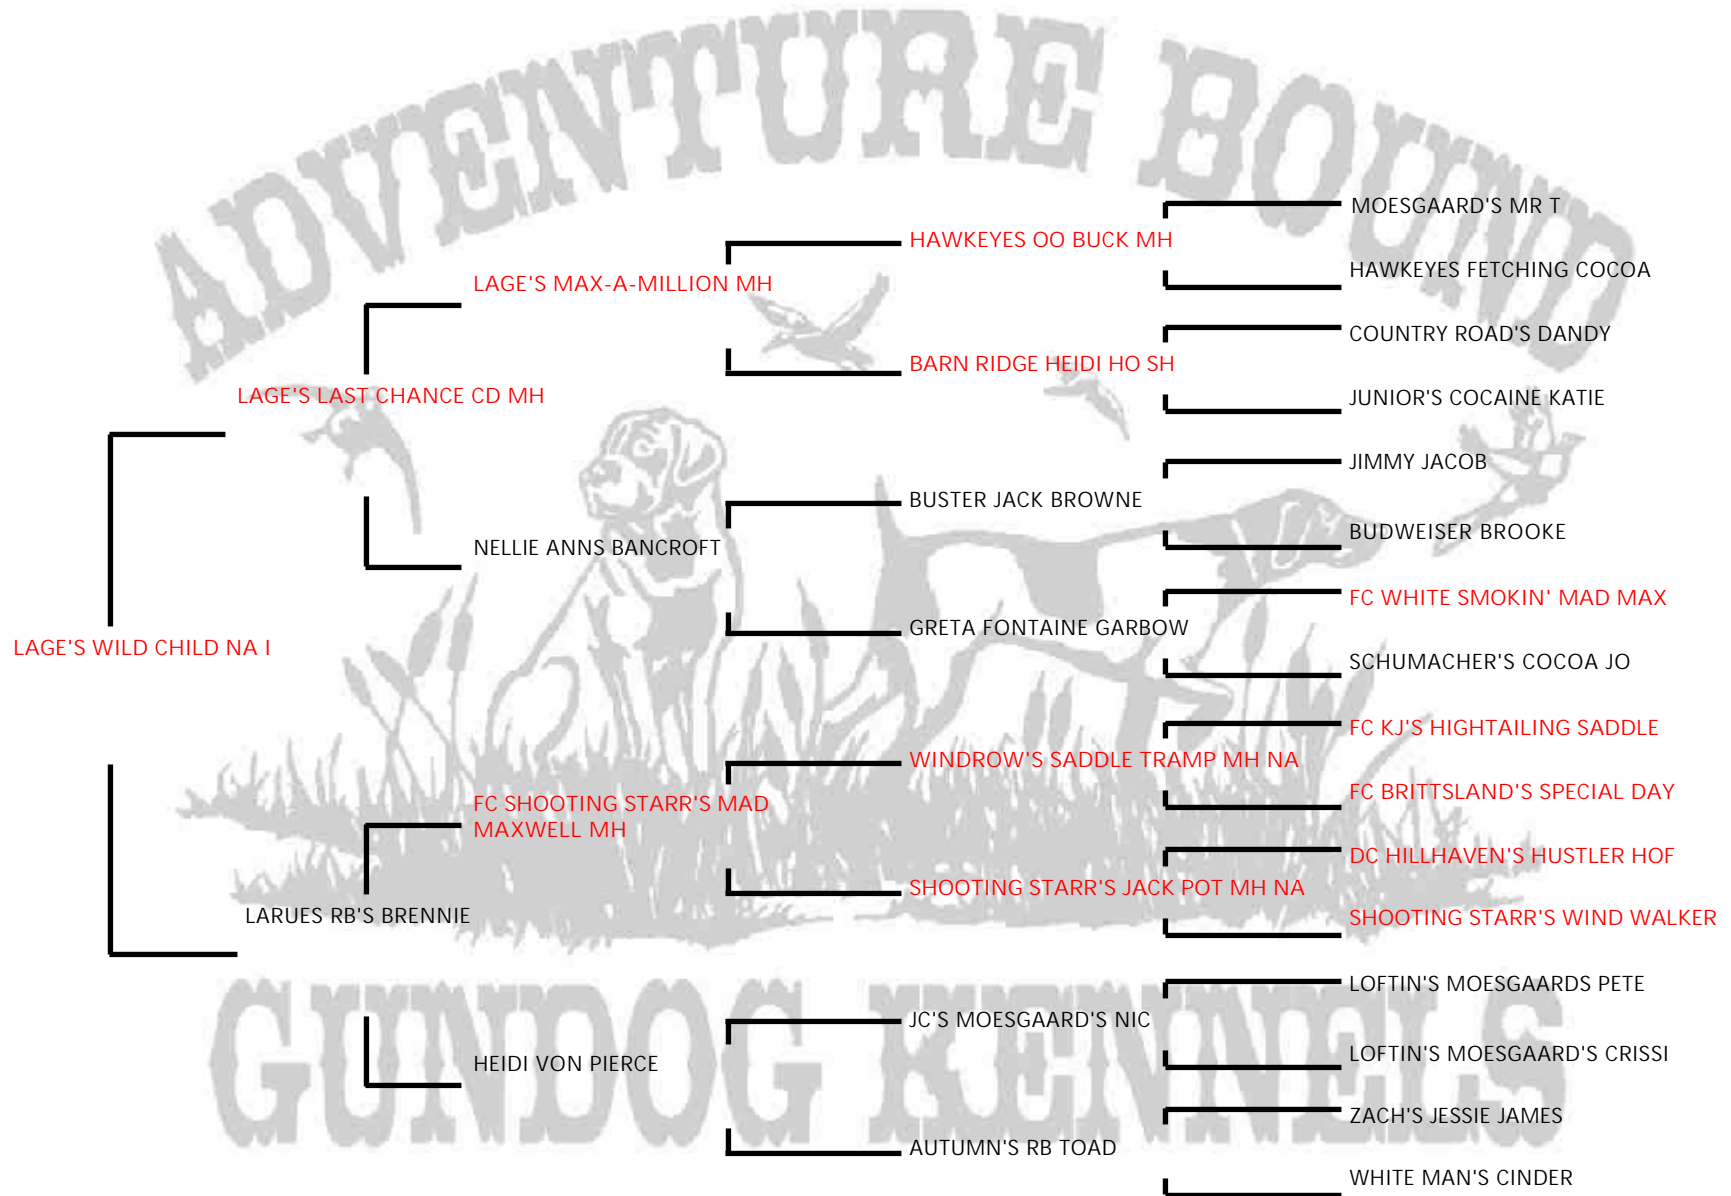 ADVENTURE BOUND
MOESGAARD'S MR T
HAWKEYES OO BUCK MH
HAWKEYES FETCHING COCOA
LAGE'S MAX-A-MILLION MH
COUNTRY ROAD'S DANDY
BARN RIDGE HEIDI HO SH
LAGE'S LAST CHANCE CD MH
JUNIOR'S COCAINE KATIE
JIMMY JACOB
BUSTER JACK BROWNE
BUDWEISER BROOKE
NELLIE ANNS BANCROFT
FC WHITE SMOKIN' MAD MAX
GRETA FONTAINE GARBOW
LAGE'S WILD CHILD NA I
SCHUMACHER'S COCOA JO
FC KJ'S HIGHTAILING SADDLE
WINDROW'S SADDLE TRAMP MH NA
FC BRITTSLAND'S SPECIAL DAY
FC SHOOTING STARR'S MAD
MAXWELL MH
DC HILLHAVEN'S HUSTLER HOF
SHOOTING STARR'S JACK POT MH NA
LARUES RB'S BRENNIE
SHOOTING STARR'S WIND WALKER
LOFTIN'S MOESGAARDS PETE
JC'S MOESGAARD'S NIC
LOFTIN'S MOESGAARD'S CRISSI
HEIDI VON PIERCE
GUNDOG KENNELS
ZACH'S JESSIE JAMES
AUTUMN'S RB TOAD
WHITE MAN'S CINDER